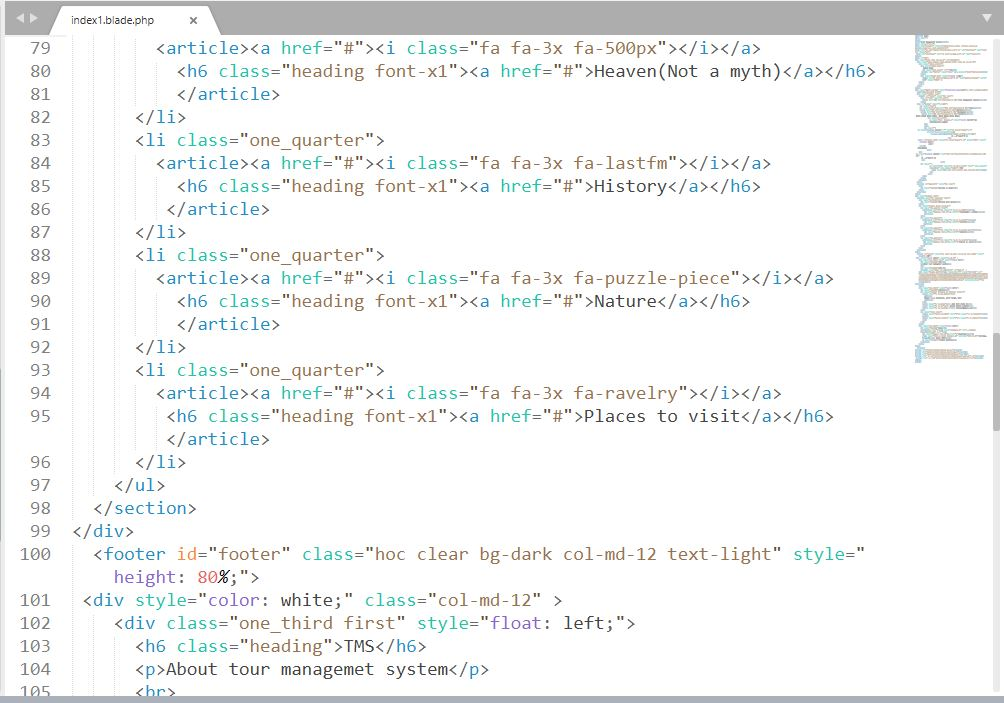 index1.blade.php ×
79 <article><a href="#"><i class="fa fa-3x fa-500px"></i></a>
80 <h6 class="heading font-x1"><a href="#">Heaven(Not a myth)</a></h6>
81 </article>
82 </li>
83 <li class="one_quarter">
84 <article><a href="#"><i class="fa fa-3x fa-lastfm"></i></a>
85 <h6 class="heading font-x1"><a href="#">History</a></h6>
86 </article>
87 </li>
88 <li class="one_quarter">
89 <article><a href="#"><i class="fa fa-3x fa-puzzle-piece"></i></a>
90 <h6 class="heading font-x1"><a href="#">Nature</a></h6>
91 </article>
92 </li>
93 <li class="one_quarter">
94 <article><a href="#"><i class="fa fa-3x fa-ravelry"></i></a>
95 <h6 class="heading font-x1"><a href="#">Places to visit</a></h6>
</article>
96 </li>
97 </ul>
98 </section>
99 </div>
100 <footer id="footer" class="hoc clear bg-dark col-md-12 text-light" style="
height: 80%;">
101 <div style="color: white;" class="col-md-12" >
102 <div class="one_third first" style="float: left;">
103 <h6 class="heading">TMS</h6>
104 <p>About tour managemet system</p>
105 <br>